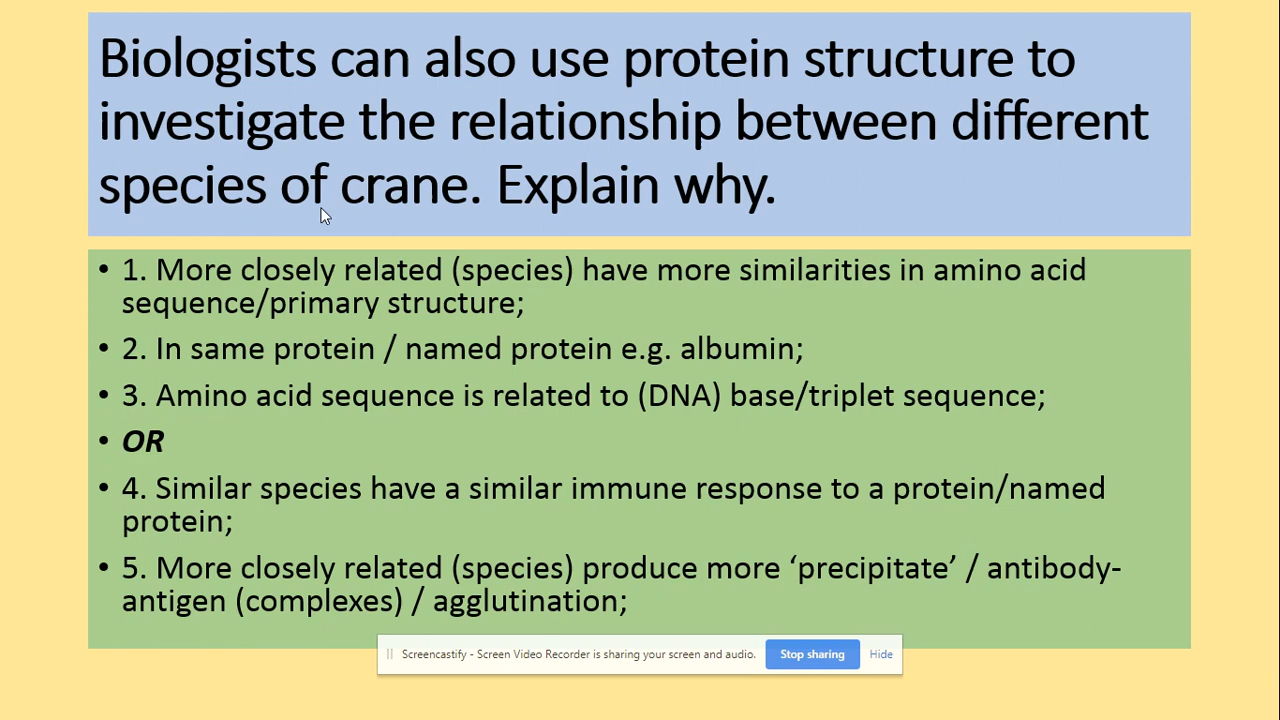 Biologists can also use protein structure to
investigate the relationship between different
species of crane. Explain why.
• 1. More closely related (species) have more similarities in amino acid
sequence/primary structure;
• 2. In same protein / named protein e.g. albumin;
• 3. Amino acid sequence is related to (DNA) base/triplet sequence;
• OR
• 4. Similar species have a similar immune response to a protein/named
protein;
• 5. More closely related (species) produce more ‘precipitate’ / antibody-
antigen (complexes) / agglutination;
Screencastify - Screen Video Recorder is sharing your screen and audio. Stop sharing Hide